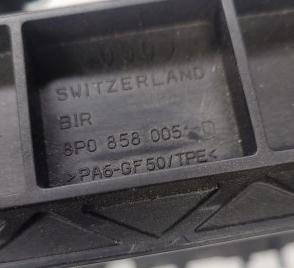 SWITZERLAND
BIR
8P0 858 005 D
>PA6-GF50/TPE<